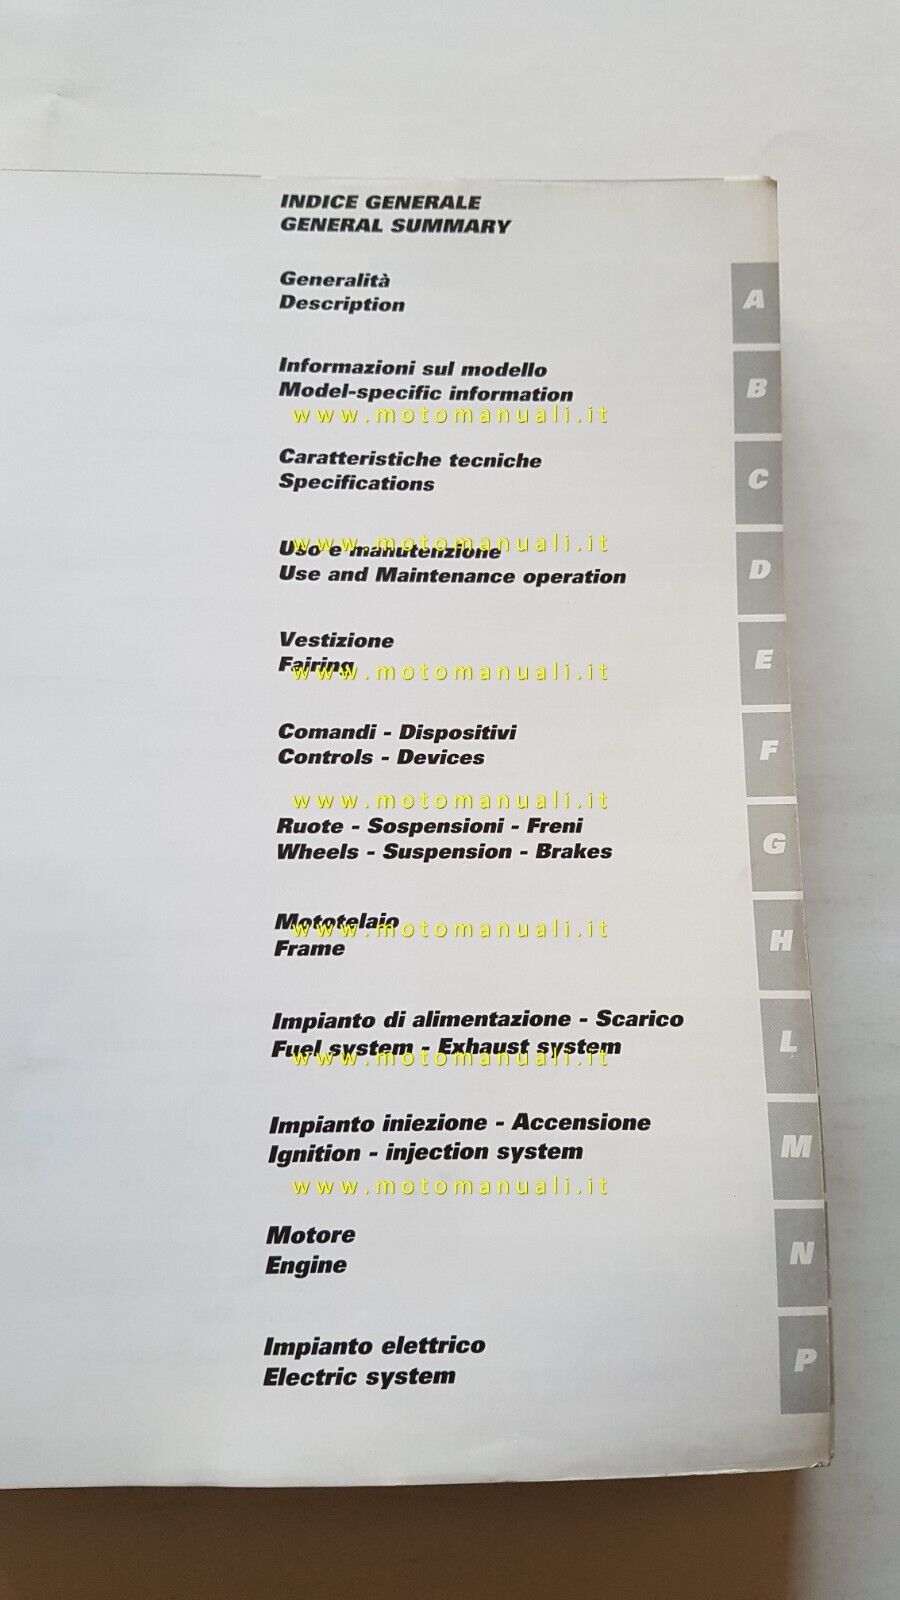 INDICE GENERALE
GENERAL SUMMARY
Generalità
Description
A
Informazioni sul modello
Model-specific information
B
www.motomanuali.it
Caratteristiche tecniche
Specifications
C
www.motomanuali.it
Uso e manutenzione
Use and Maintenance operation
D
Vestizione
Fairing
E
www.motomanuali.it
Comandi - Dispositivi
Controls - Devices
F
www.motomanuali.it
Ruote - Sospensioni - Freni
Wheels - Suspension - Brakes
G
Mototelaio
www.motomanuali.it
Frame
H
Impianto di alimentazione - Scarico
Fuel system - Exhaust system
L
www.motomanuali.it
Impianto iniezione - Accensione
Ignition - injection system
M
www.motomanuali.it
Motore
Engine
N
Impianto elettrico
Electric system
P